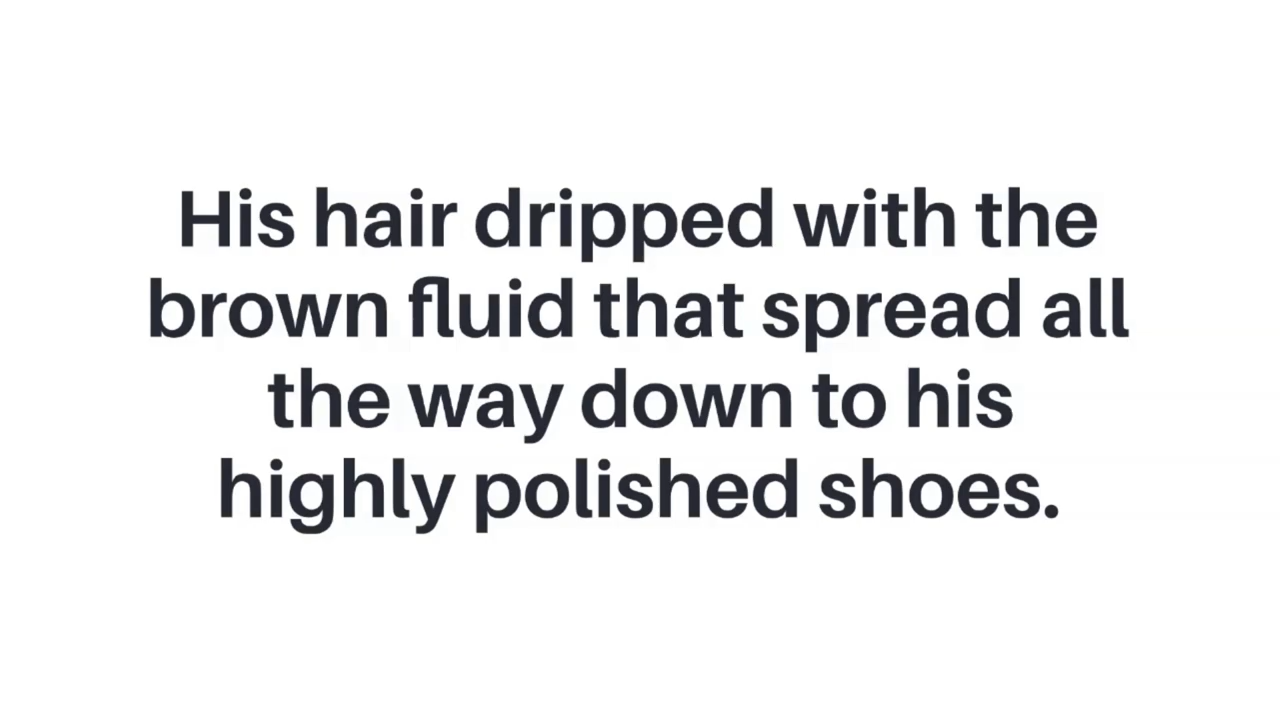 His hair dripped with the
brown fluid that spread all
the way down to his
highly polished shoes.